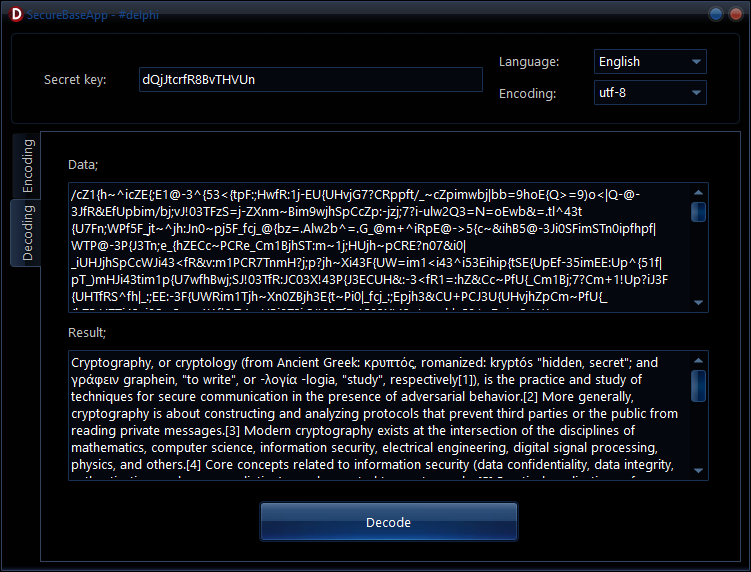 D SecureBaseApp - #delphi
Secret key: dQjJtcrfR8BvTHVUn
Language: English
Encoding: utf-8
Encoding
Decoding
Data;
/cZ1{h~^icZE{;E1@-3^{53<{tpF:;HwfR:1j-EU{UHvjG7?CRppft/_~cZpimwbj|bb=9hoE{Q>=9)o<|Q-@-
3JfR&EfUpbim/bj;vJ!03TFzS=j-ZXnm~Bim9wjhSpCcZp:-jzj;7?i-ulw2Q3=N=oEwb&=.tl^43t
{U7Fn;WPf5F_jt~^jh:Jn0~pj5F_fcj_@{bz=.Alw2b^=.G_@m+^iRpE@->5{c~&ihB5@-3Ji0SFimSTn0ipfhpf|
WTP@-3P{J3Tn;e_{hZECc~PCRe_Cm1BjhST:m~1j;HUjh~pCRE?n07&i0|
_iUHJjhSpCcWJi43<fR&v:m1PCR7TnmH?j;p?jh~Xi43F{UW=im1<i43^i53Eihip{tSE{UpEf-35imEE:Up^{51f|
pT_)mHJi43tim1p{U7wfhBwj;SJ!03TfR:JC03X!43P{J3ECUH&:-3<fR1=:hZ&Cc~PfU{_Cm1Bj;7?Cm+1!Up?iJ3F
{UHTfRS^fh|_:;EE:-3F{UWRim1Tjh~Xn0ZBjh3E{t~Pi0|_fcj_:;Epjh3&CU+PCJ3U{UHvjhZpCm~PfU{_
Result;
Cryptography, or cryptology (from Ancient Greek: κρυπτός, romanized: kryptós "hidden, secret"; and
γράφειν graphein, "to write", or -λογία -logia, "study", respectively[1]), is the practice and study of
techniques for secure communication in the presence of adversarial behavior.[2] More generally,
cryptography is about constructing and analyzing protocols that prevent third parties or the public from
reading private messages.[3] Modern cryptography exists at the intersection of the disciplines of
mathematics, computer science, information security, electrical engineering, digital signal processing,
physics, and others.[4] Core concepts related to information security (data confidentiality, data integrity,
Decode